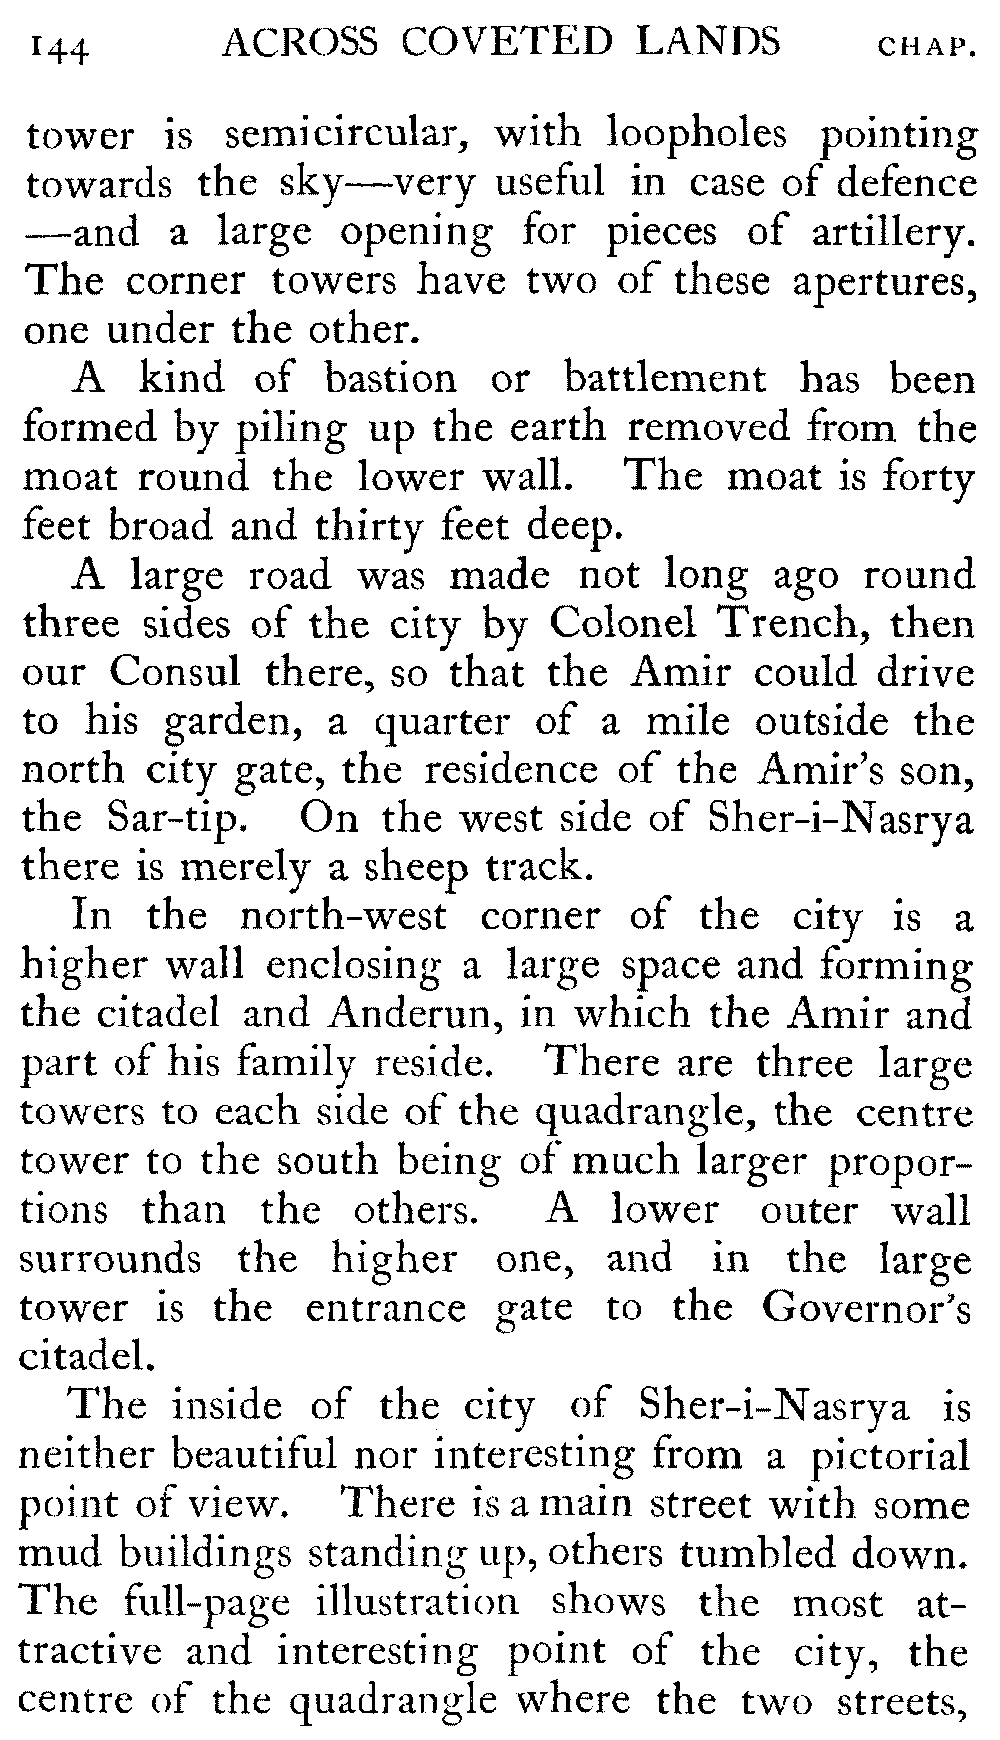 144 ACROSS COVETED LANDS CHAP.
tower is semicircular, with loopholes pointing
towards the sky—very useful in case of defence
—and a large opening for pieces of artillery.
The corner towers have two of these apertures,
one under the other.
A kind of bastion or battlement has been
formed by piling up the earth removed from the
moat round the lower wall. The moat is forty
feet broad and thirty feet deep.
A large road was made not long ago round
three sides of the city by Colonel Trench, then
our Consul there, so that the Amir could drive
to his garden, a quarter of a mile outside the
north city gate, the residence of the Amir's son,
the Sar-tip. On the west side of Sher-i-Nasrya
there is merely a sheep track.
In the north-west corner of the city is a
higher wall enclosing a large space and forming
the citadel and Anderun, in which the Amir and
part of his family reside. There are three large
towers to each side of the quadrangle, the centre
tower to the south being of much larger propor-
tions than the others. A lower outer wall
surrounds the higher one, and in the large
tower is the entrance gate to the Governor's
citadel.
The inside of the city of Sher-i-Nasrya is
neither beautiful nor interesting from a pictorial
point of view. There is a main street with some
mud buildings standing up, others tumbled down.
The full-page illustration shows the most at-
tractive and interesting point of the city, the
centre of the quadrangle where the two streets,